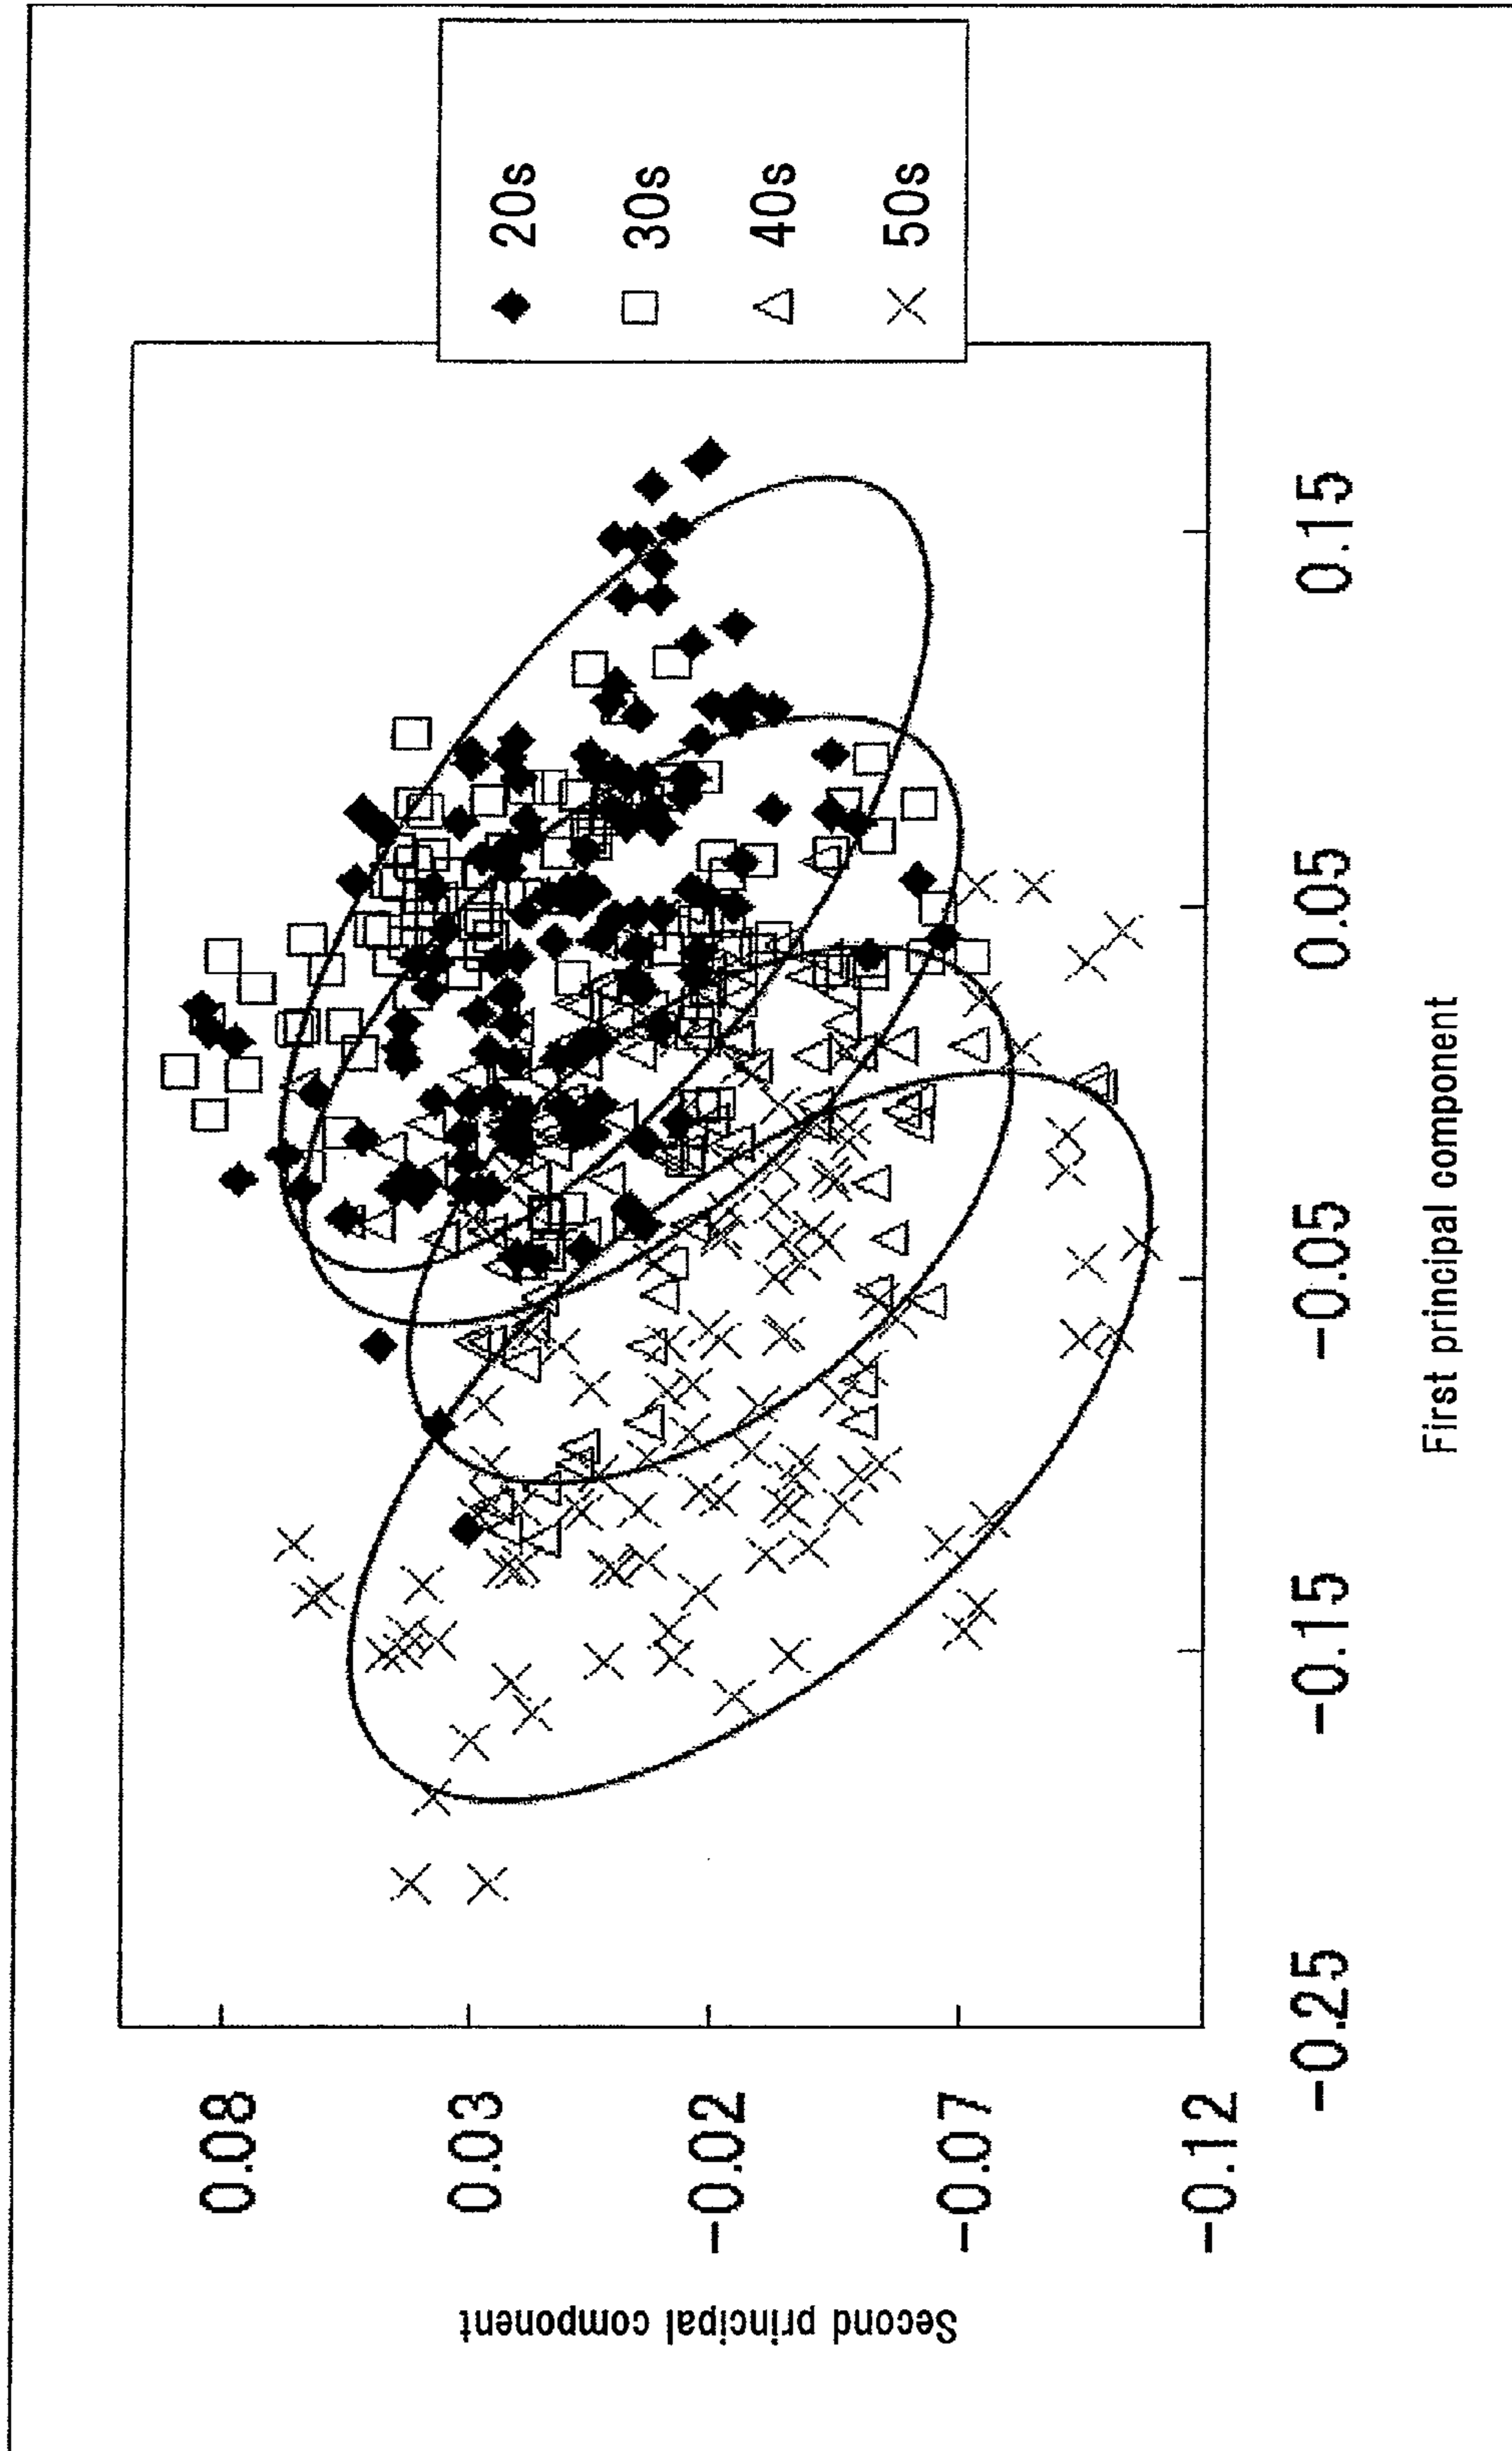 20s
30s
40s
50s
0.08
0.03
-0.02
-0.07
-0.12
Second principal component
-0.25
-0.15
-0.05
0.05
0.15
First principal component